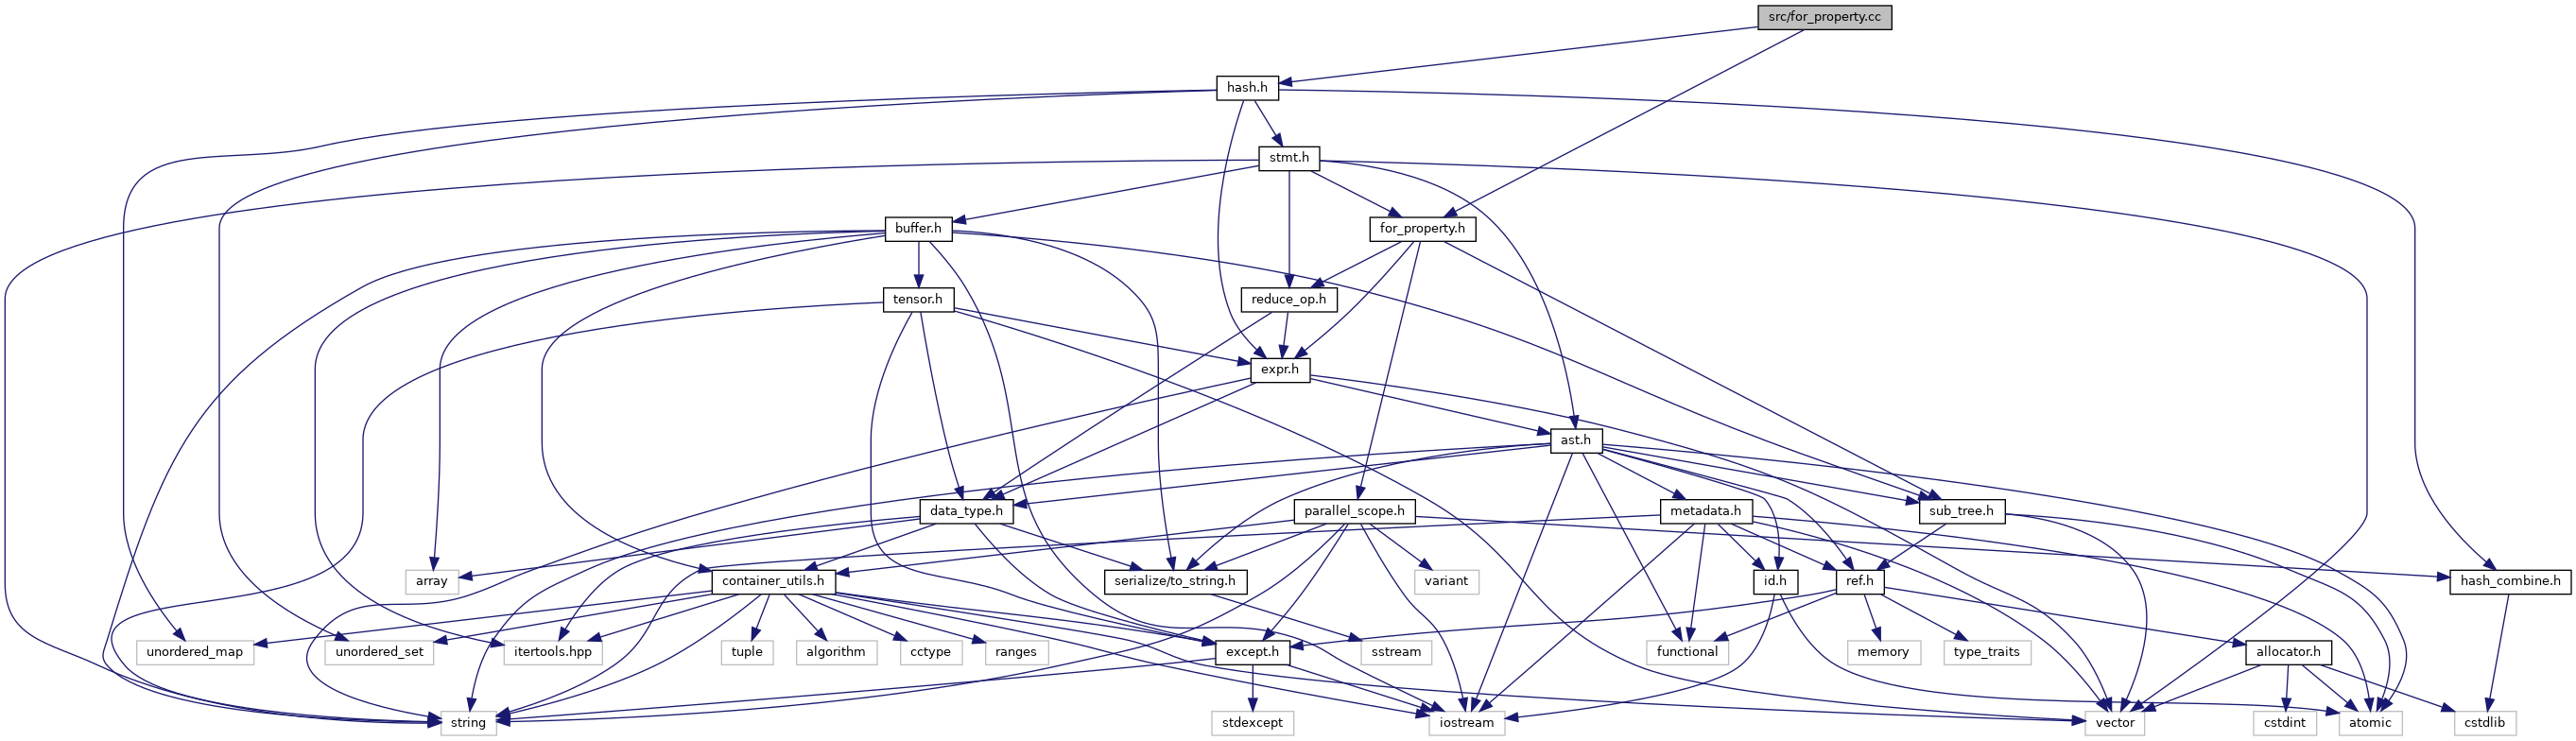 src/for_property.cc
hash.h
stmt.h
buffer.h
for_property.h
tensor.h
reduce_op.h
expr.h
ast.h
data_type.h
parallel_scope.h
metadata.h
sub_tree.h
array
container_utils.h
serialize/to_string.h
variant
id.h
ref.h
hash_combine.h
unordered_map
unordered_set
itertools.hpp
tuple
algorithm
cctype
ranges
except.h
sstream
functional
memory
type_traits
allocator.h
string
stdexcept
iostream
vector
cstdint
atomic
cstdlib